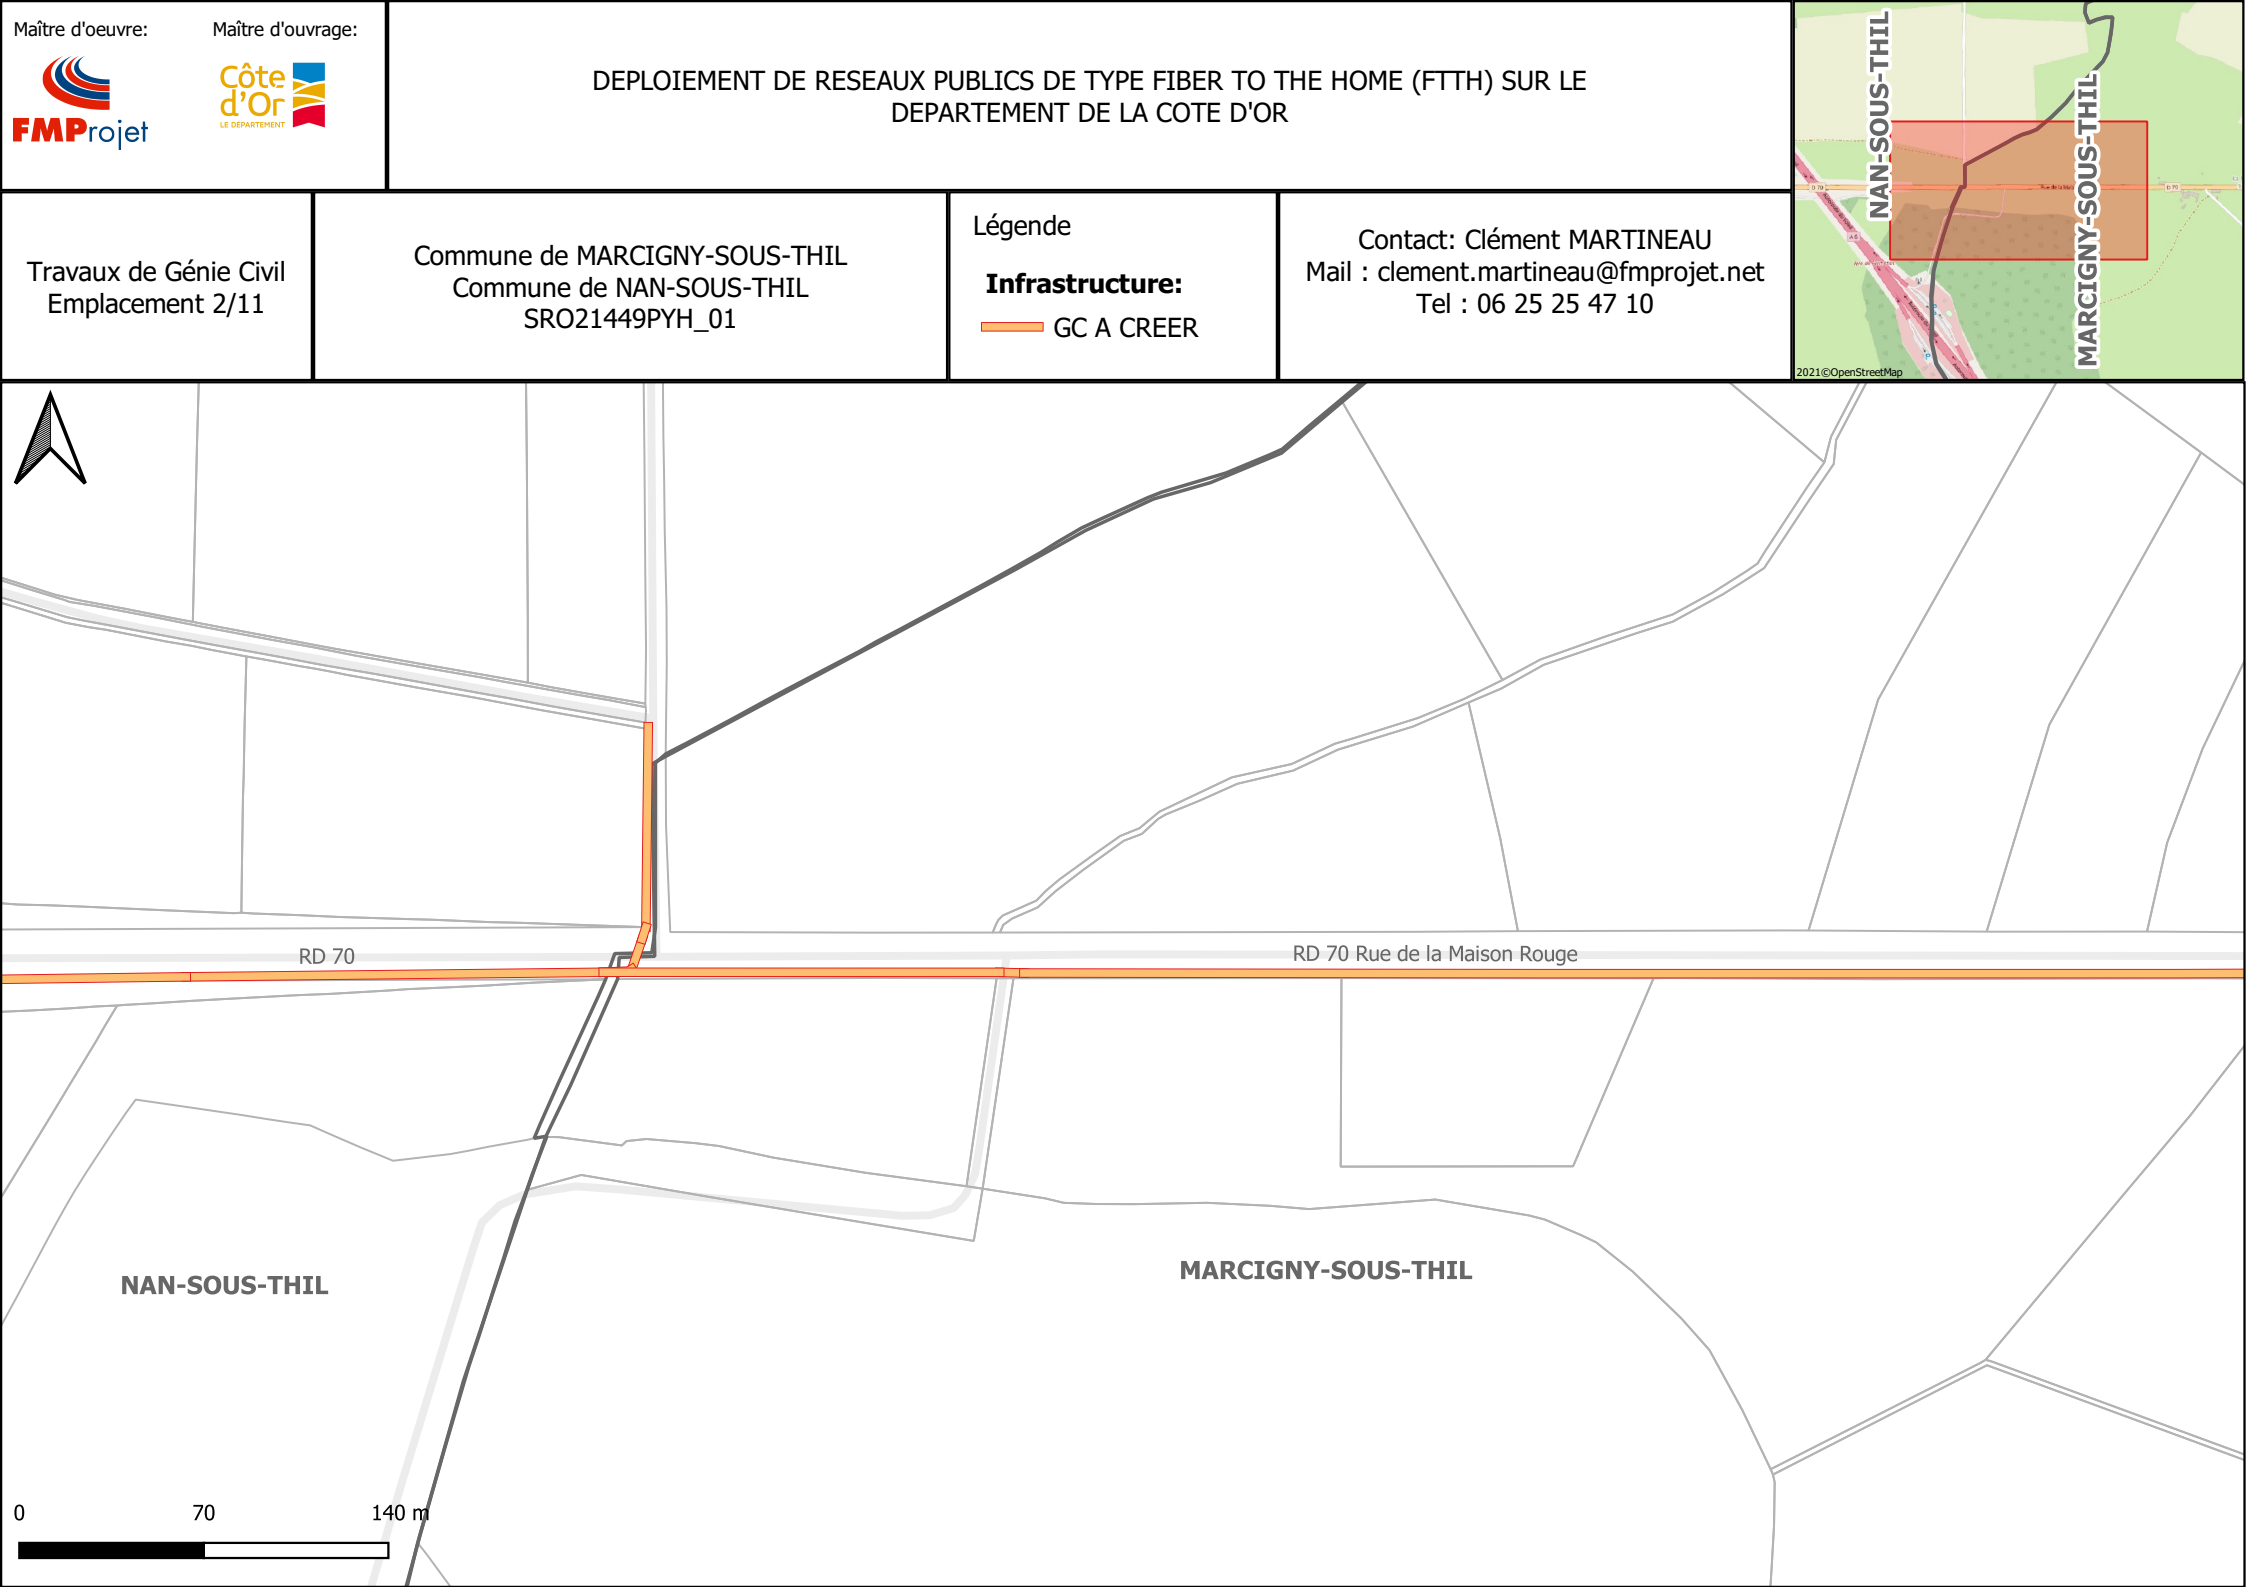 Maître d'oeuvre:
Maître d'ouvrage:
FMProjet
Côte
d'Or
LE DÉPARTEMENT
DEPLOIEMENT DE RESEAUX PUBLICS DE TYPE FIBER TO THE HOME (FTTH) SUR LE
DEPARTEMENT DE LA COTE D'OR
Travaux de Génie Civil
Emplacement 2/11
Commune de MARCIGNY-SOUS-THIL
Commune de NAN-SOUS-THIL
SRO21449PYH_01
Légende
Infrastructure:
GC A CREER
Contact: Clément MARTINEAU
Mail : clement.martineau@fmprojet.net
Tel : 06 25 25 47 10
NAN-SOUS-THIL
MARCIGNY-SOUS-THIL
D 70
D 70
A 6
P
2021©OpenStreetMap
RD 70
RD 70 Rue de la Maison Rouge
NAN-SOUS-THIL
MARCIGNY-SOUS-THIL
0
70
140 m